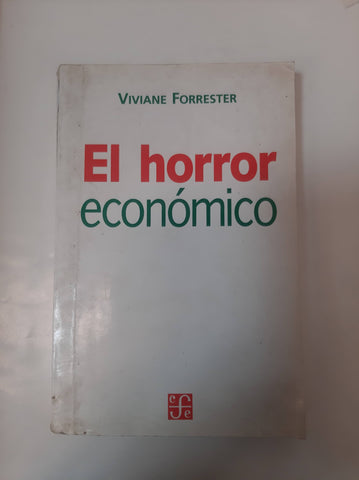 VIVIANE FORRESTER
El horror
económico
c f e